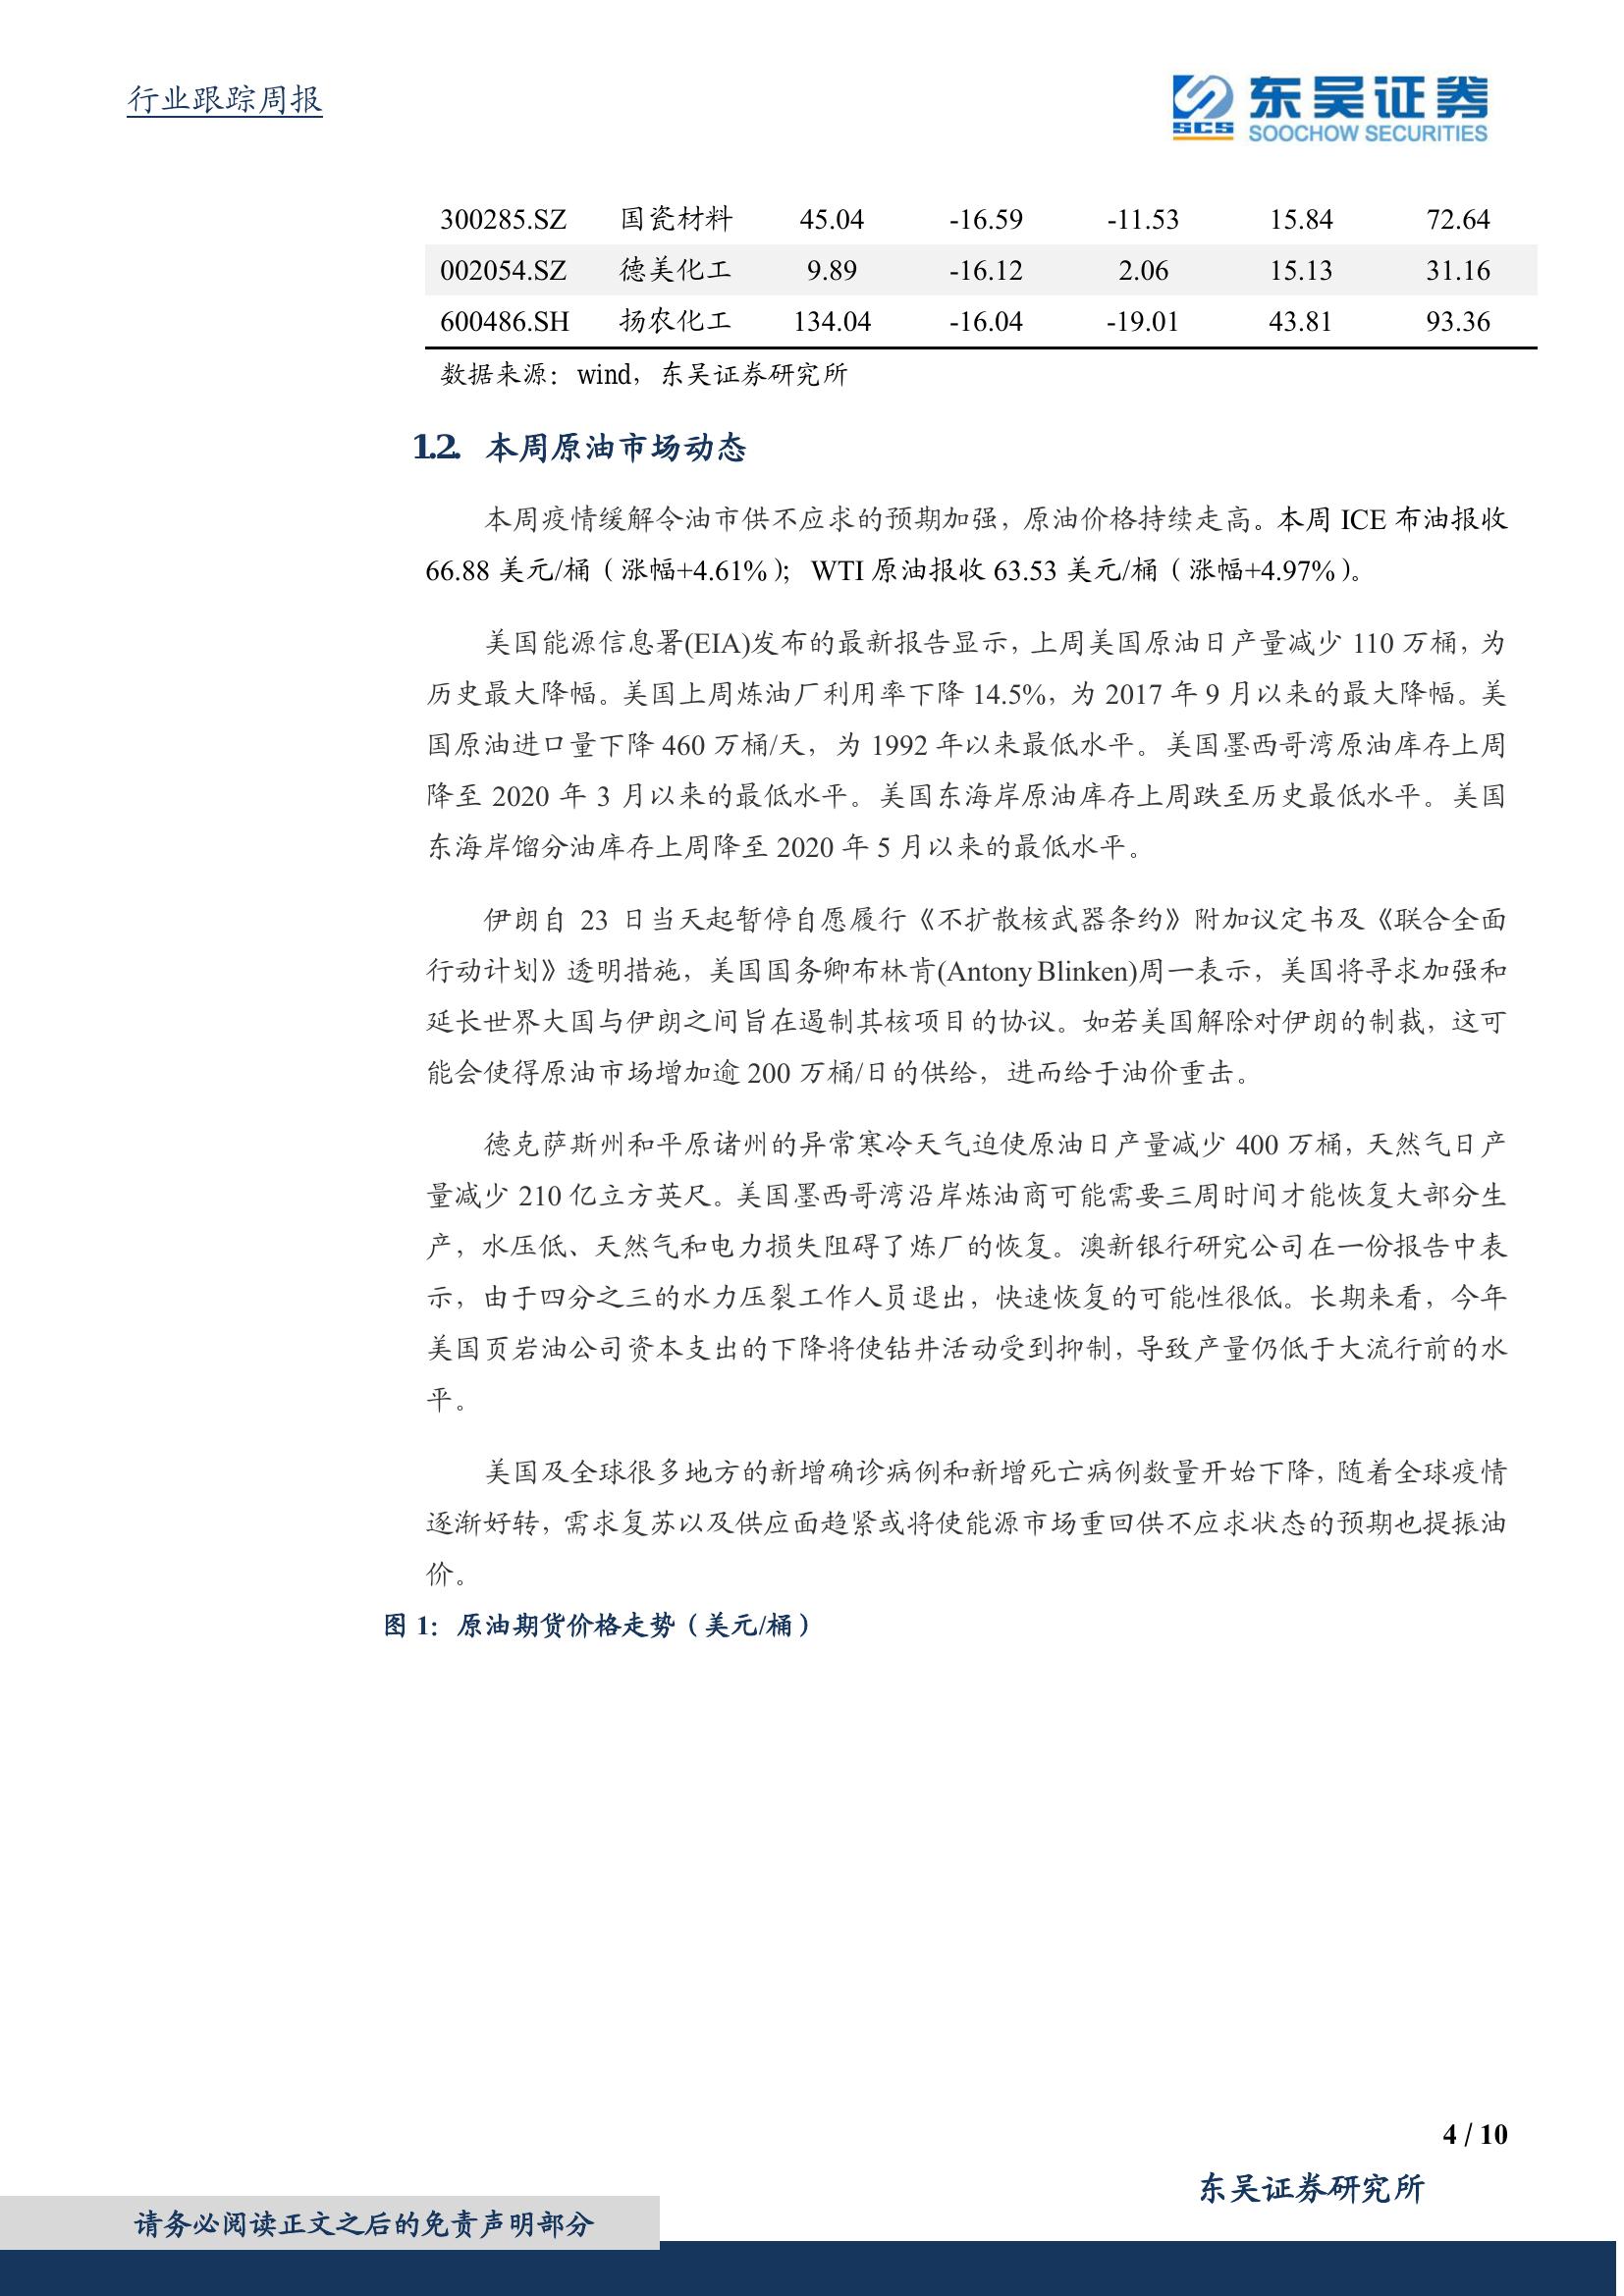 行业跟踪周报
SCS 东吴证券
SOOCHOW SECURITIES
300285.SZ 国瓷材料 45.04 -16.59 -11.53 15.84 72.64
002054.SZ 德美化工 9.89 -16.12 2.06 15.13 31.16
600486.SH 扬农化工 134.04 -16.04 -19.01 43.81 93.36
数据来源：wind，东吴证券研究所
1.2. 本周原油市场动态
本周疫情缓解令油市供不应求的预期加强，原油价格持续走高。本周 ICE 布油报收
66.88 美元/桶（涨幅+4.61%）；WTI 原油报收 63.53 美元/桶（涨幅+4.97%）。
美国能源信息署(EIA)发布的最新报告显示，上周美国原油日产量减少 110 万桶，为
历史最大降幅。美国上周炼油厂利用率下降 14.5%，为 2017 年 9 月以来的最大降幅。美
国原油进口量下降 460 万桶/天，为 1992 年以来最低水平。美国墨西哥湾原油库存上周
降至 2020 年 3 月以来的最低水平。美国东海岸原油库存上周跌至历史最低水平。美国
东海岸馏分油库存上周降至 2020 年 5 月以来的最低水平。
伊朗自 23 日当天起暂停自愿履行《不扩散核武器条约》附加议定书及《联合全面
行动计划》透明措施，美国国务卿布林肯(Antony Blinken)周一表示，美国将寻求加强和
延长世界大国与伊朗之间旨在遏制其核项目的协议。如若美国解除对伊朗的制裁，这可
能会使得原油市场增加逾 200 万桶/日的供给，进而给于油价重击。
德克萨斯州和平原诸州的异常寒冷天气迫使原油日产量减少 400 万桶，天然气日产
量减少 210 亿立方英尺。美国墨西哥湾沿岸炼油商可能需要三周时间才能恢复大部分生
产，水压低、天然气和电力损失阻碍了炼厂的恢复。澳新银行研究公司在一份报告中表
示，由于四分之三的水力压裂工作人员退出，快速恢复的可能性很低。长期来看，今年
美国页岩油公司资本支出的下降将使钻井活动受到抑制，导致产量仍低于大流行前的水
平。
美国及全球很多地方的新增确诊病例和新增死亡病例数量开始下降，随着全球疫情
逐渐好转，需求复苏以及供应面趋紧或将使能源市场重回供不应求状态的预期也提振油
价。
图 1：原油期货价格走势（美元/桶）
4 / 10
东吴证券研究所
请务必阅读正文之后的免责声明部分